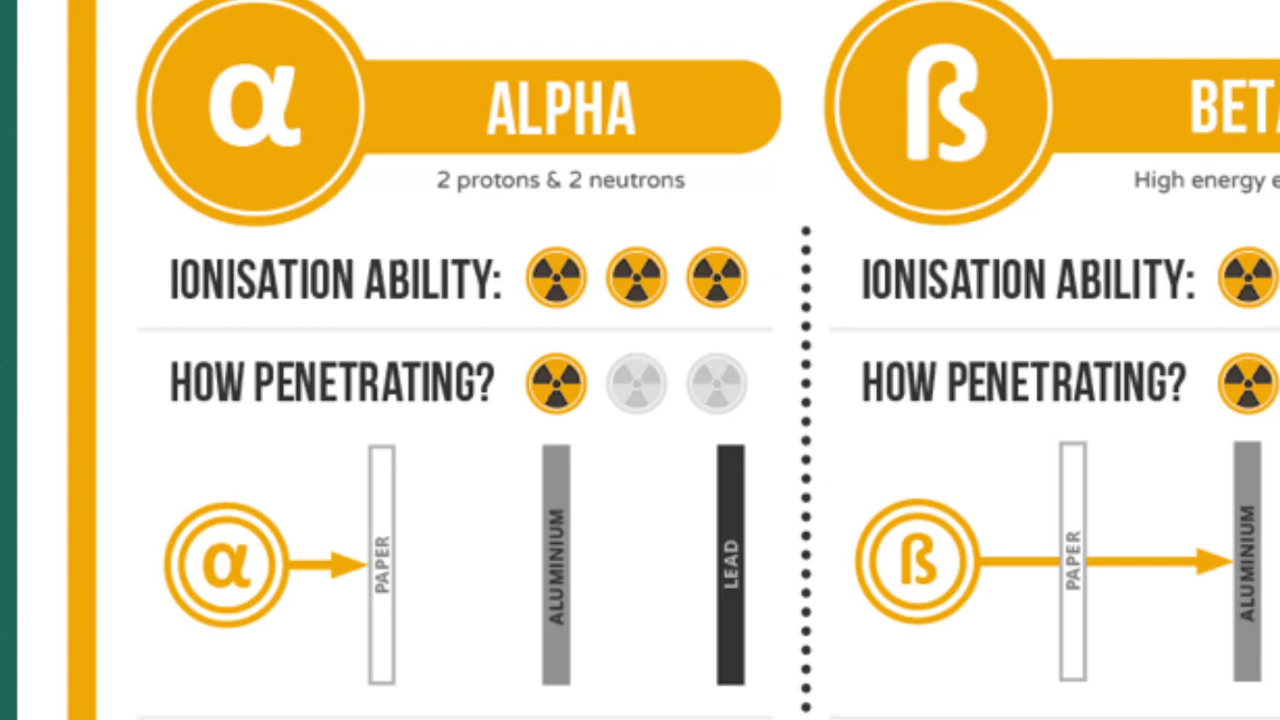 α
ALPHA
2 protons & 2 neutrons
IONISATION ABILITY:
HOW PENETRATING?
α
PAPER
ALUMINIUM
LEAD
ß
BETA
High energy e
IONISATION ABILITY:
HOW PENETRATING?
ß
PAPER
ALUMINIUM